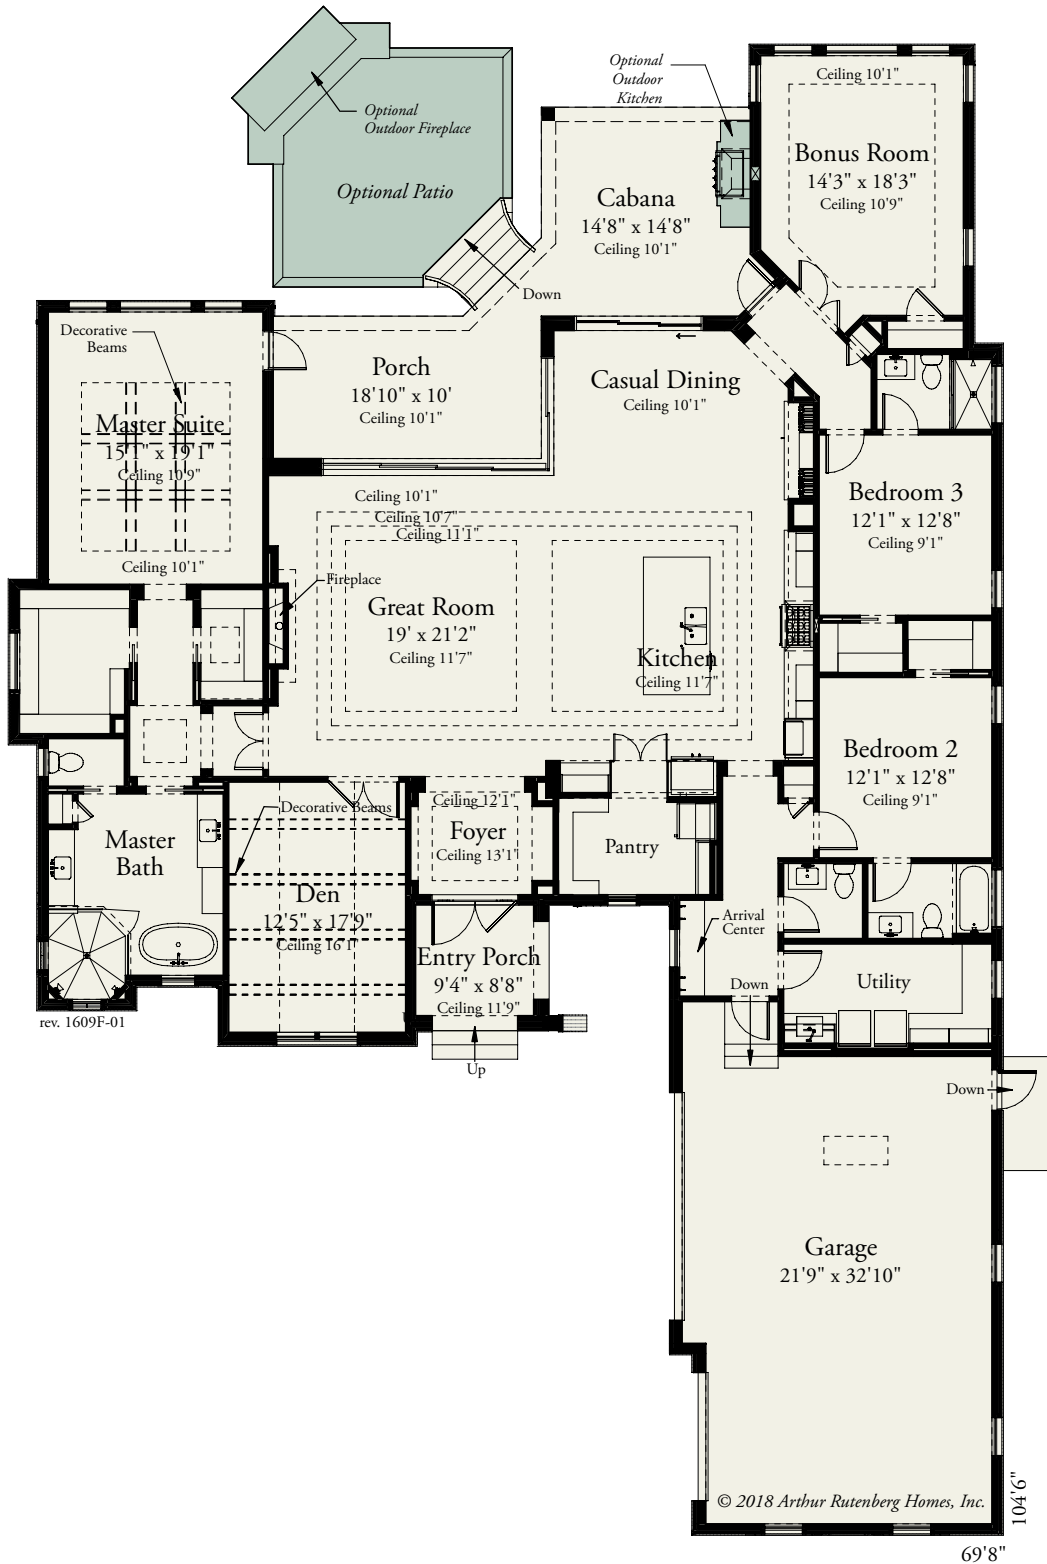 Optional
Outdoor
Kitchen
Ceiling 10'1"
Optional
Outdoor Fireplace
Bonus Room
14'3" x 18'3"
Ceiling 10'9"
Optional Patio
Cabana
14'8" x 14'8"
Ceiling 10'1"
Down
Decorative
Beams
Porch
18'10" x 10'
Ceiling 10'1"
Casual Dining
Ceiling 10'1"
Master Suite
15'1" x 19'1"
Ceiling 10'9"
Ceiling 10'1"
Ceiling 10'1"
Ceiling 10'7"
Ceiling 11'1"
Bedroom 3
12'1" x 12'8"
Ceiling 9'1"
Fireplace
Great Room
19' x 21'2"
Ceiling 11'7"
Kitchen
Ceiling 11'7"
Bedroom 2
12'1" x 12'8"
Ceiling 9'1"
Master
Bath
Decorative Beams
Ceiling 12'1"
Foyer
Ceiling 13'1"
Pantry
Den
12'5" x 17'9"
Ceiling 16'1"
Arrival
Center
Entry Porch
9'4" x 8'8"
Ceiling 11'9"
Down
Utility
rev. 1609F-01
Up
Down
Garage
21'9" x 32'10"
© 2018 Arthur Rutenberg Homes, Inc.
104'6"
69'8"